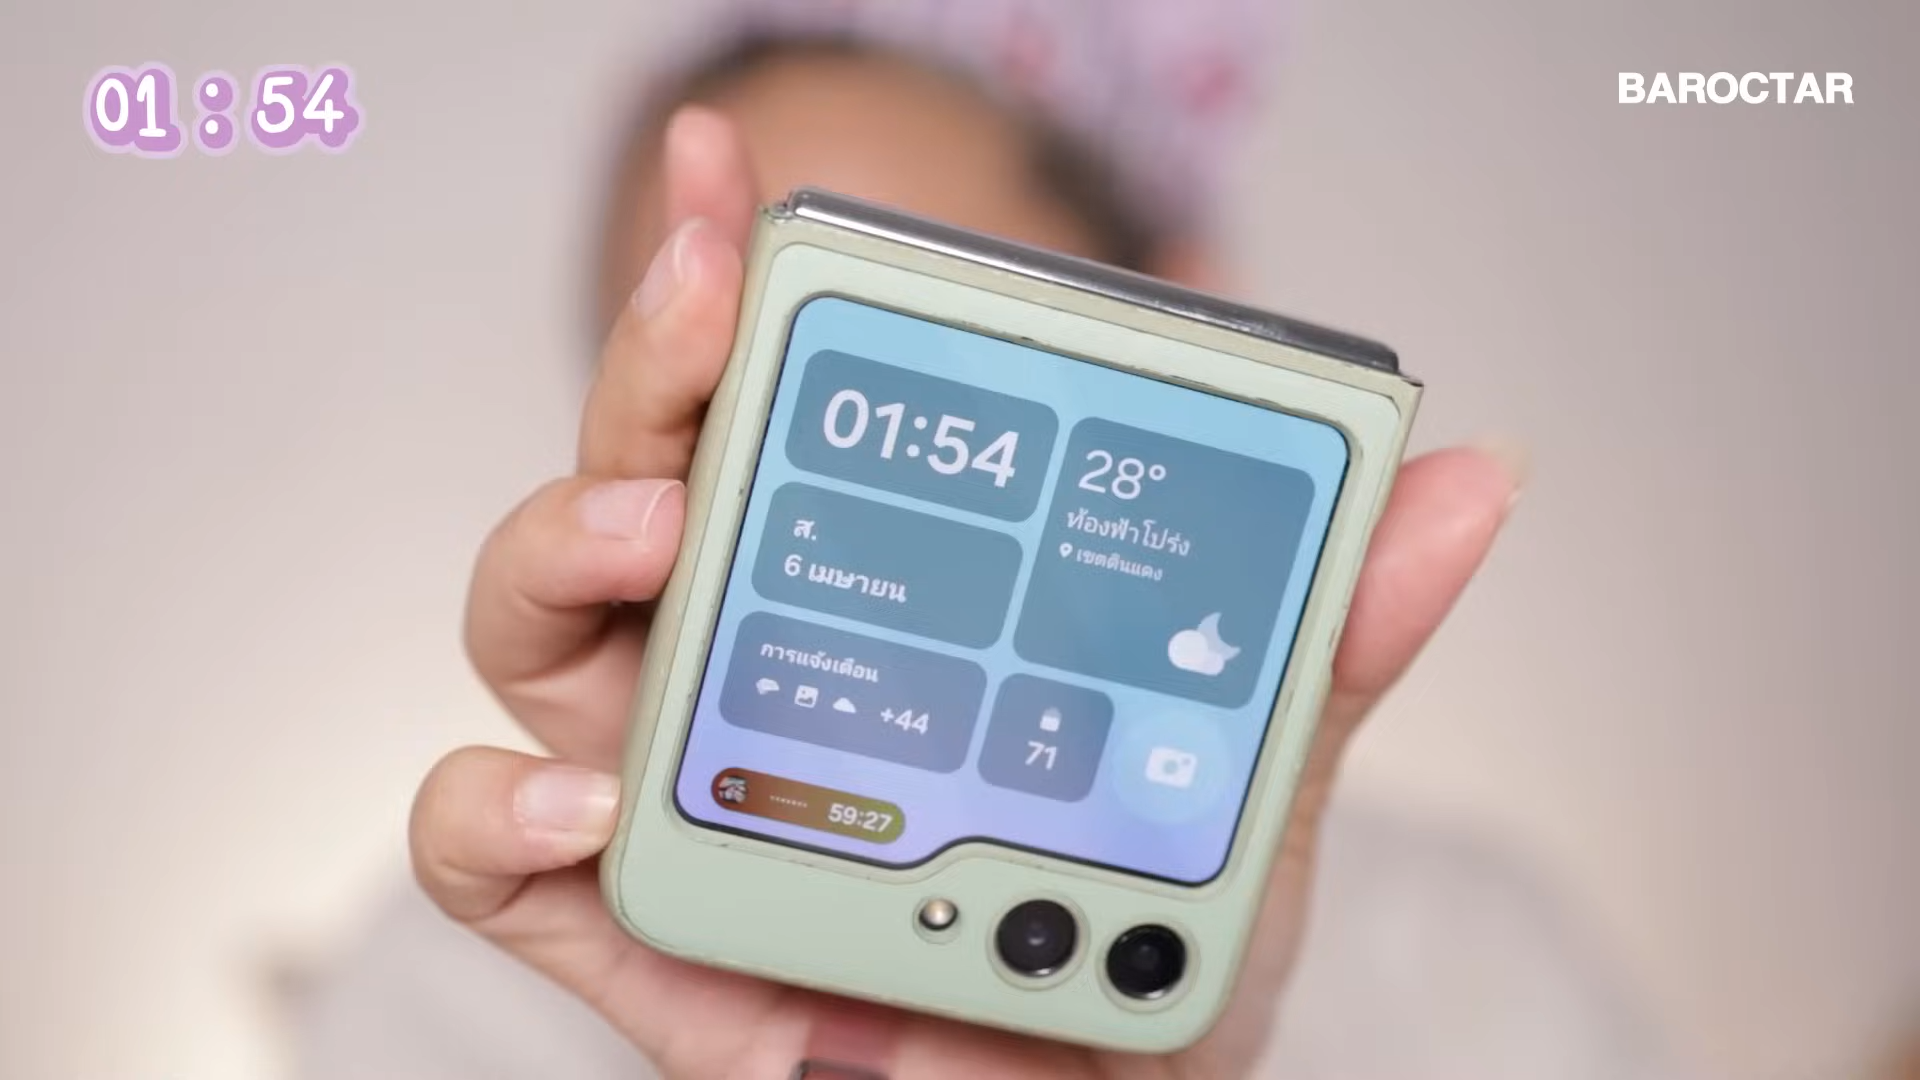 01:54
BAROCTAR
01:54
28°
ท้องฟ้าโปร่ง
เขตดินแดง
ส.
6 เมษายน
การแจ้งเตือน
+44
71
59:27